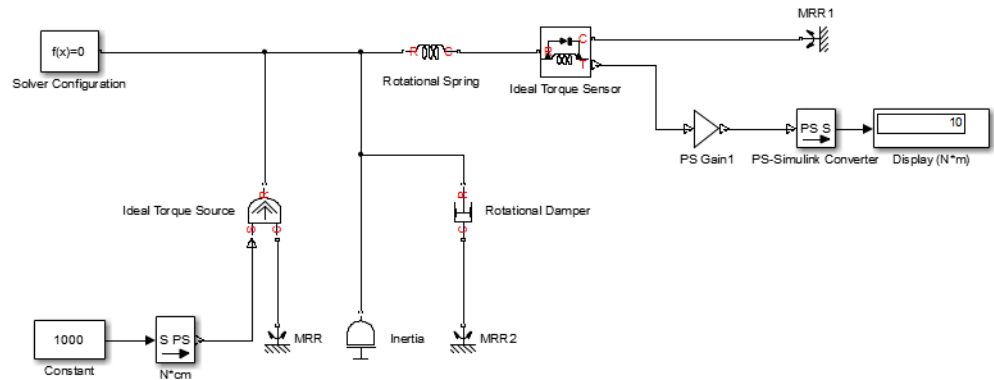 MRR1
f(x)=0
R C
R C
T
Solver Configuration
Rotational Spring
Ideal Torque Sensor
10
PS S
PS Gain1
PS-Simulink Converter
Display (N*m)
R
R
Ideal Torque Source
Rotational Damper
S C
C
1000
S PS
MRR
Inertia
MRR2
Constant
N*cm